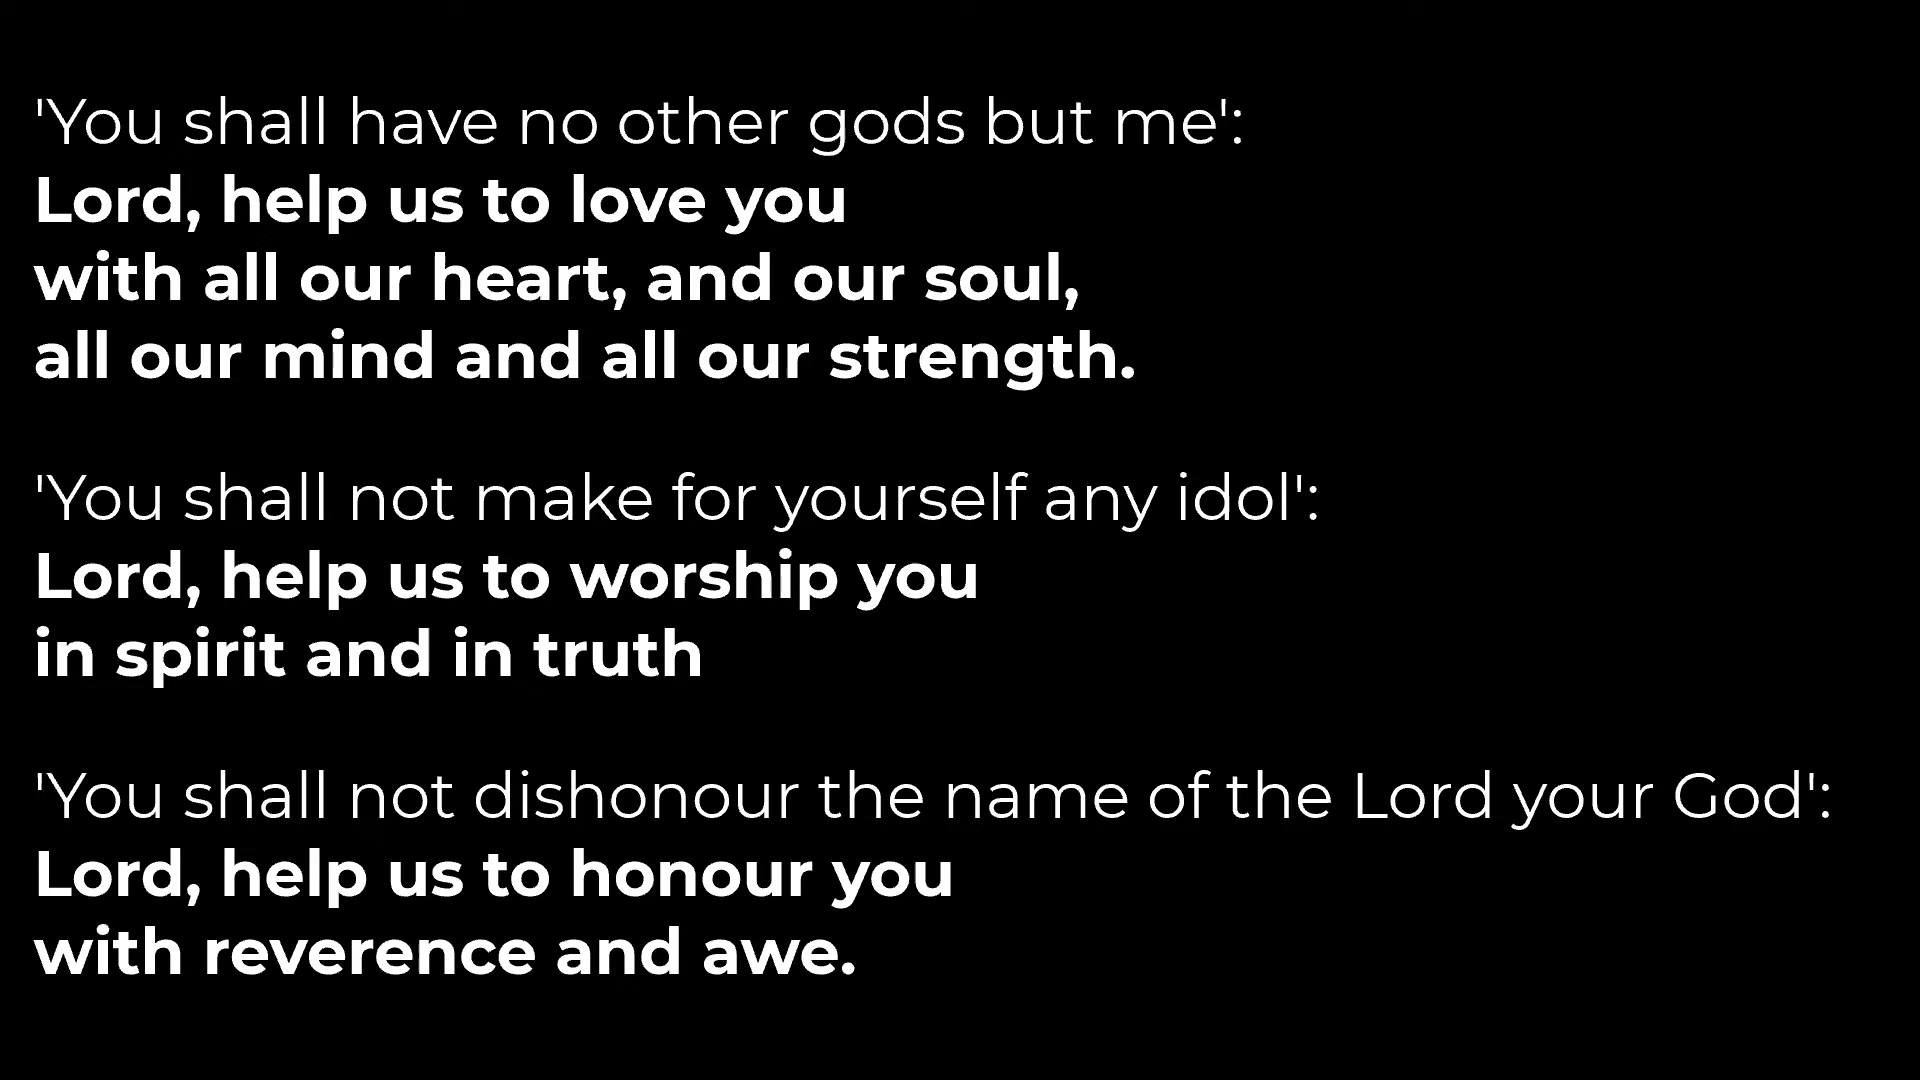 'You shall have no other gods but me':
Lord, help us to love you
with all our heart, and our soul,
all our mind and all our strength.
'You shall not make for yourself any idol':
Lord, help us to worship you
in spirit and in truth
'You shall not dishonour the name of the Lord your God':
Lord, help us to honour you
with reverence and awe.